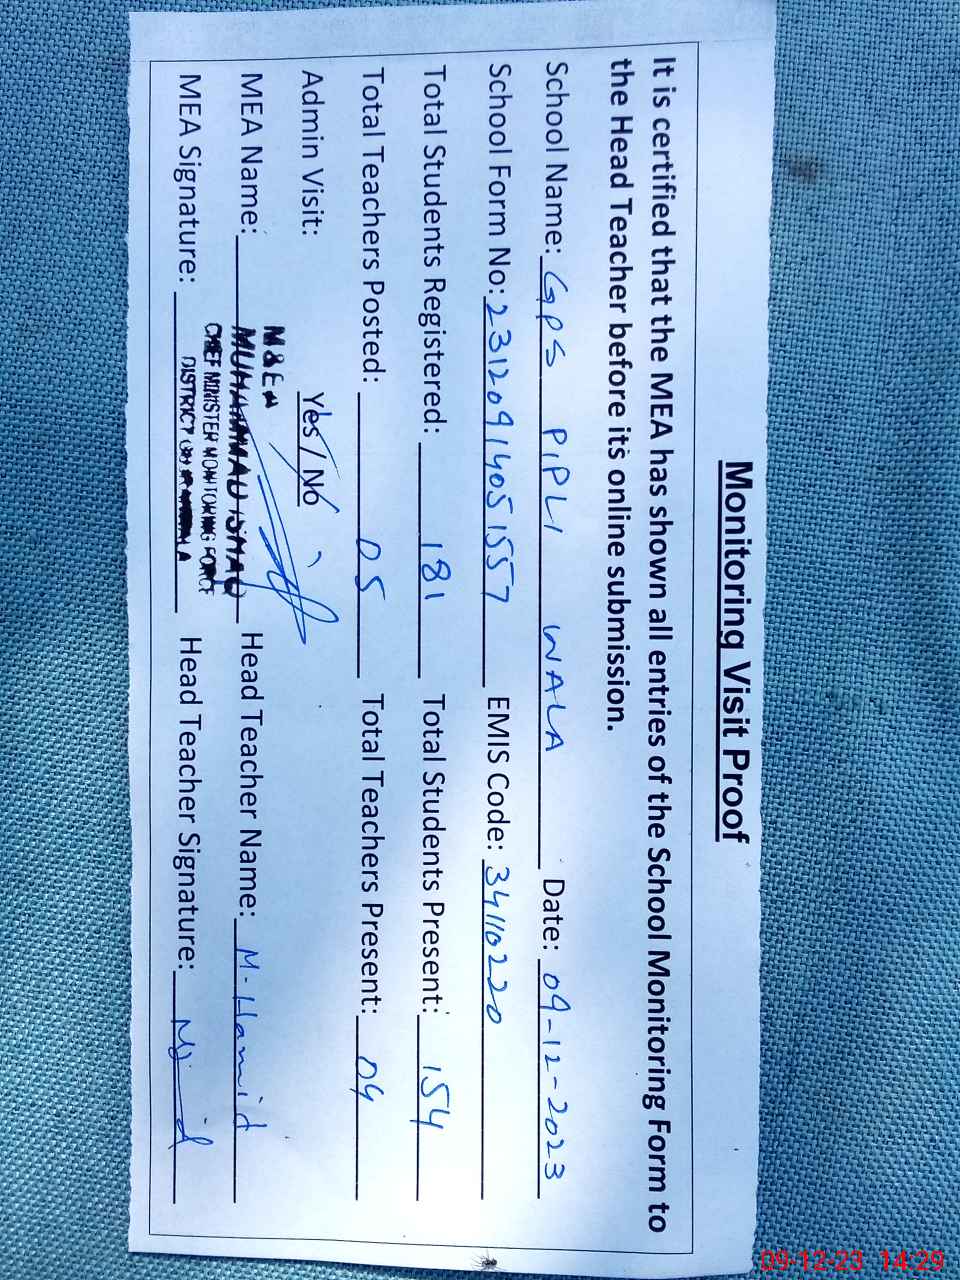 Monitoring Visit Proof
It is certified that the MEA has shown all entries of the School Monitoring Form to
the Head Teacher before its online submission.
School Name: GPS PIPLI WALA Date: 09-12-2023
School Form No: 23120914051557 EMIS Code: 34110220
Total Students Registered: 181 Total Students Present: 154
Total Teachers Posted: 05 Total Teachers Present: 04
Admin Visit: Yes / No
M & EA
MEA Name: MUHAMMAD Head Teacher Name: M. Hamid
CHIEF MINISTER MONITORING FORCE
MEA Signature: DISTRICT Head Teacher Signature:
09-12-23 14:29